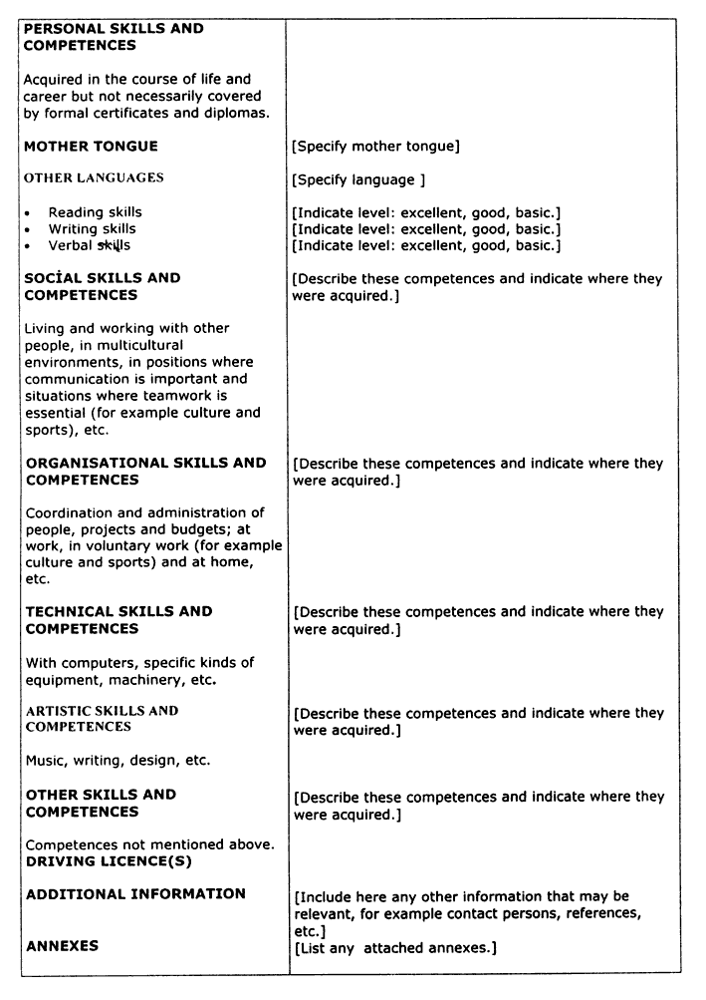 PERSONAL SKILLS AND
COMPETENCES
Acquired in the course of life and
career but not necessarily covered
by formal certificates and diplomas.
MOTHER TONGUE
[Specify mother tongue]
OTHER LANGUAGES
[Specify language ]
• Reading skills
[Indicate level: excellent, good, basic.]
• Writing skills
[Indicate level: excellent, good, basic.]
• Verbal skills
[Indicate level: excellent, good, basic.]
SOCİAL SKILLS AND
COMPETENCES
[Describe these competences and indicate where they
were acquired.]
Living and working with other
people, in multicultural
environments, in positions where
communication is important and
situations where teamwork is
essential (for example culture and
sports), etc.
ORGANISATIONAL SKILLS AND
COMPETENCES
[Describe these competences and indicate where they
were acquired.]
Coordination and administration of
people, projects and budgets; at
work, in voluntary work (for example
culture and sports) and at home,
etc.
TECHNICAL SKILLS AND
COMPETENCES
[Describe these competences and indicate where they
were acquired.]
With computers, specific kinds of
equipment, machinery, etc.
ARTISTIC SKILLS AND
COMPETENCES
[Describe these competences and indicate where they
were acquired.]
Music, writing, design, etc.
OTHER SKILLS AND
COMPETENCES
[Describe these competences and indicate where they
were acquired.]
Competences not mentioned above.
DRIVING LICENCE(S)
ADDITIONAL INFORMATION
[Include here any other information that may be
relevant, for example contact persons, references,
etc.]
ANNEXES
[List any attached annexes.]